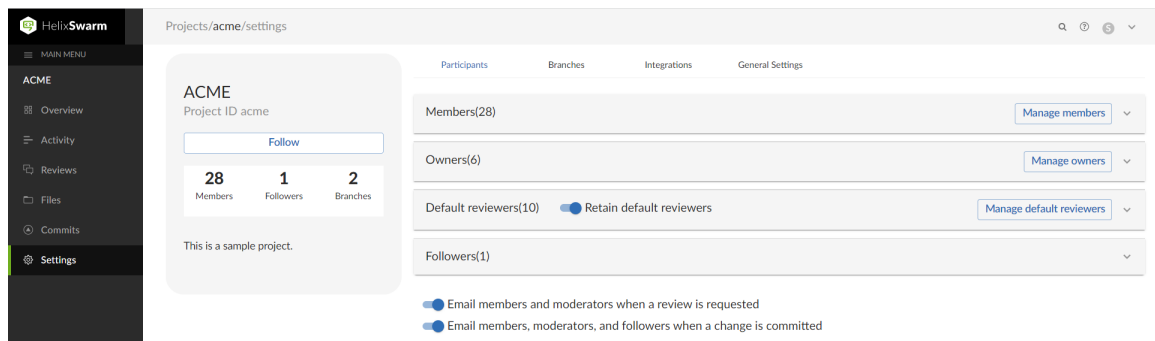 HelixSwarm
Projects/acme/settings
S
MAIN MENU
ACME
Overview
Activity
Reviews
Files
Commits
Settings
ACME
Project ID acme
Follow
28 1 2
Members Followers Branches
This is a sample project.
Participants Branches Integrations General Settings
Members(28) Manage members
Owners(6) Manage owners
Default reviewers(10) Retain default reviewers Manage default reviewers
Followers(1)
Email members and moderators when a review is requested
Email members, moderators, and followers when a change is committed